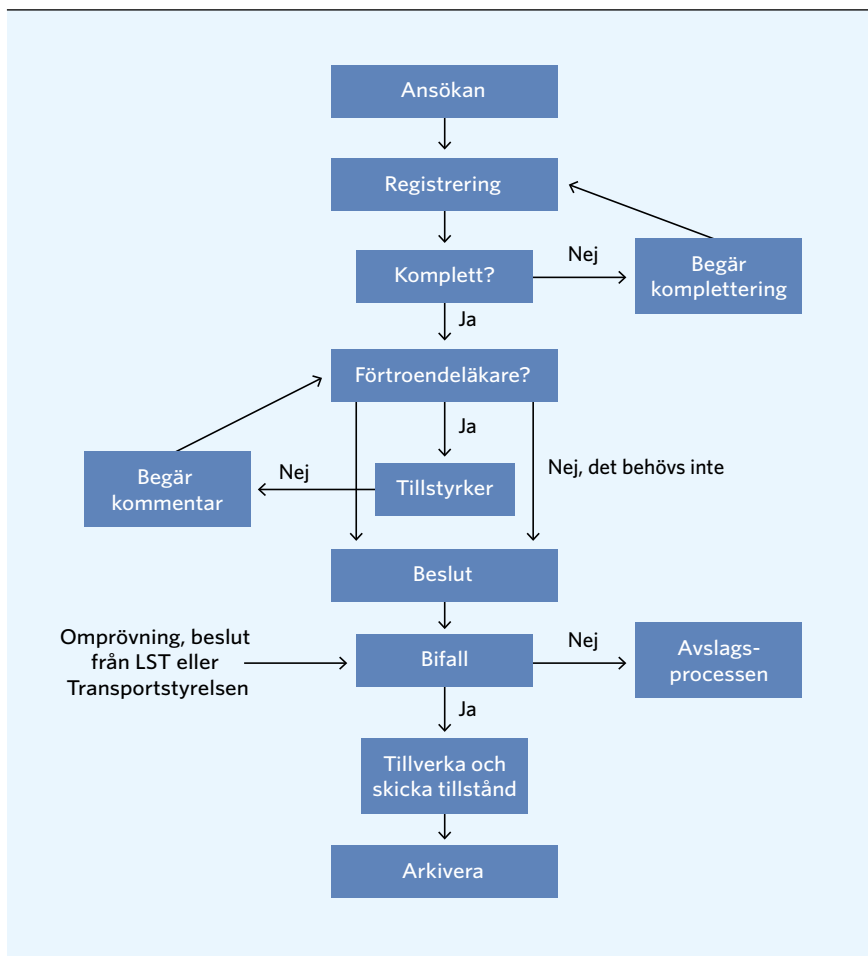 Ansökan
Registrering
Komplett?
Nej
Begär
komplettering
Ja
Förtroendeläkare?
Ja
Nej, det behövs inte
Begär
kommentar
Nej
Tillstyrker
Beslut
Omprövning, beslut
från LST eller
Transportstyrelsen
Bifall
Nej
Avslags-
processen
Ja
Tillverka och
skicka tillstånd
Arkivera